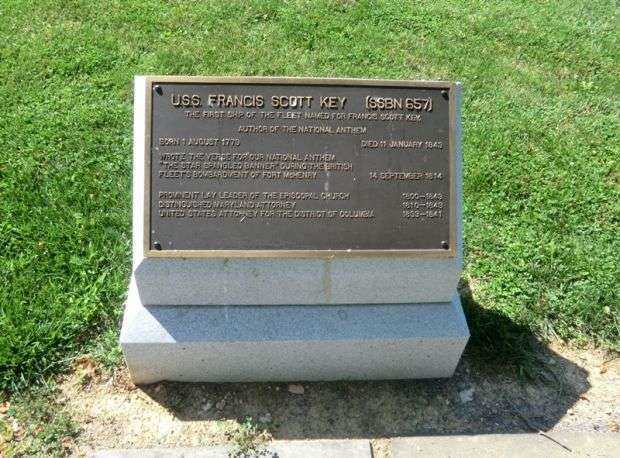 U.S.S. FRANCIS SCOTT KEY (SSBN 657)
THE FIRST SHIP OF THE FLEET NAMED FOR FRANCIS SCOTT KEY,
AUTHOR OF THE NATIONAL ANTHEM
BORN 1 AUGUST 1779 DIED 11 JANUARY 1843
WROTE THE VERSE FOR OUR NATIONAL ANTHEM
"THE STAR SPANGLED BANNER" DURING THE BRITISH
FLEET'S BOMBARDMENT OF FORT McHENRY 14 SEPTEMBER 1814
PROMINENT LAY LEADER OF THE EPISCOPAL CHURCH 1800-1843
DISTINGUISHED MARYLAND ATTORNEY 1810-1843
UNITED STATES ATTORNEY FOR THE DISTRICT OF COLUMBIA 1833-1841